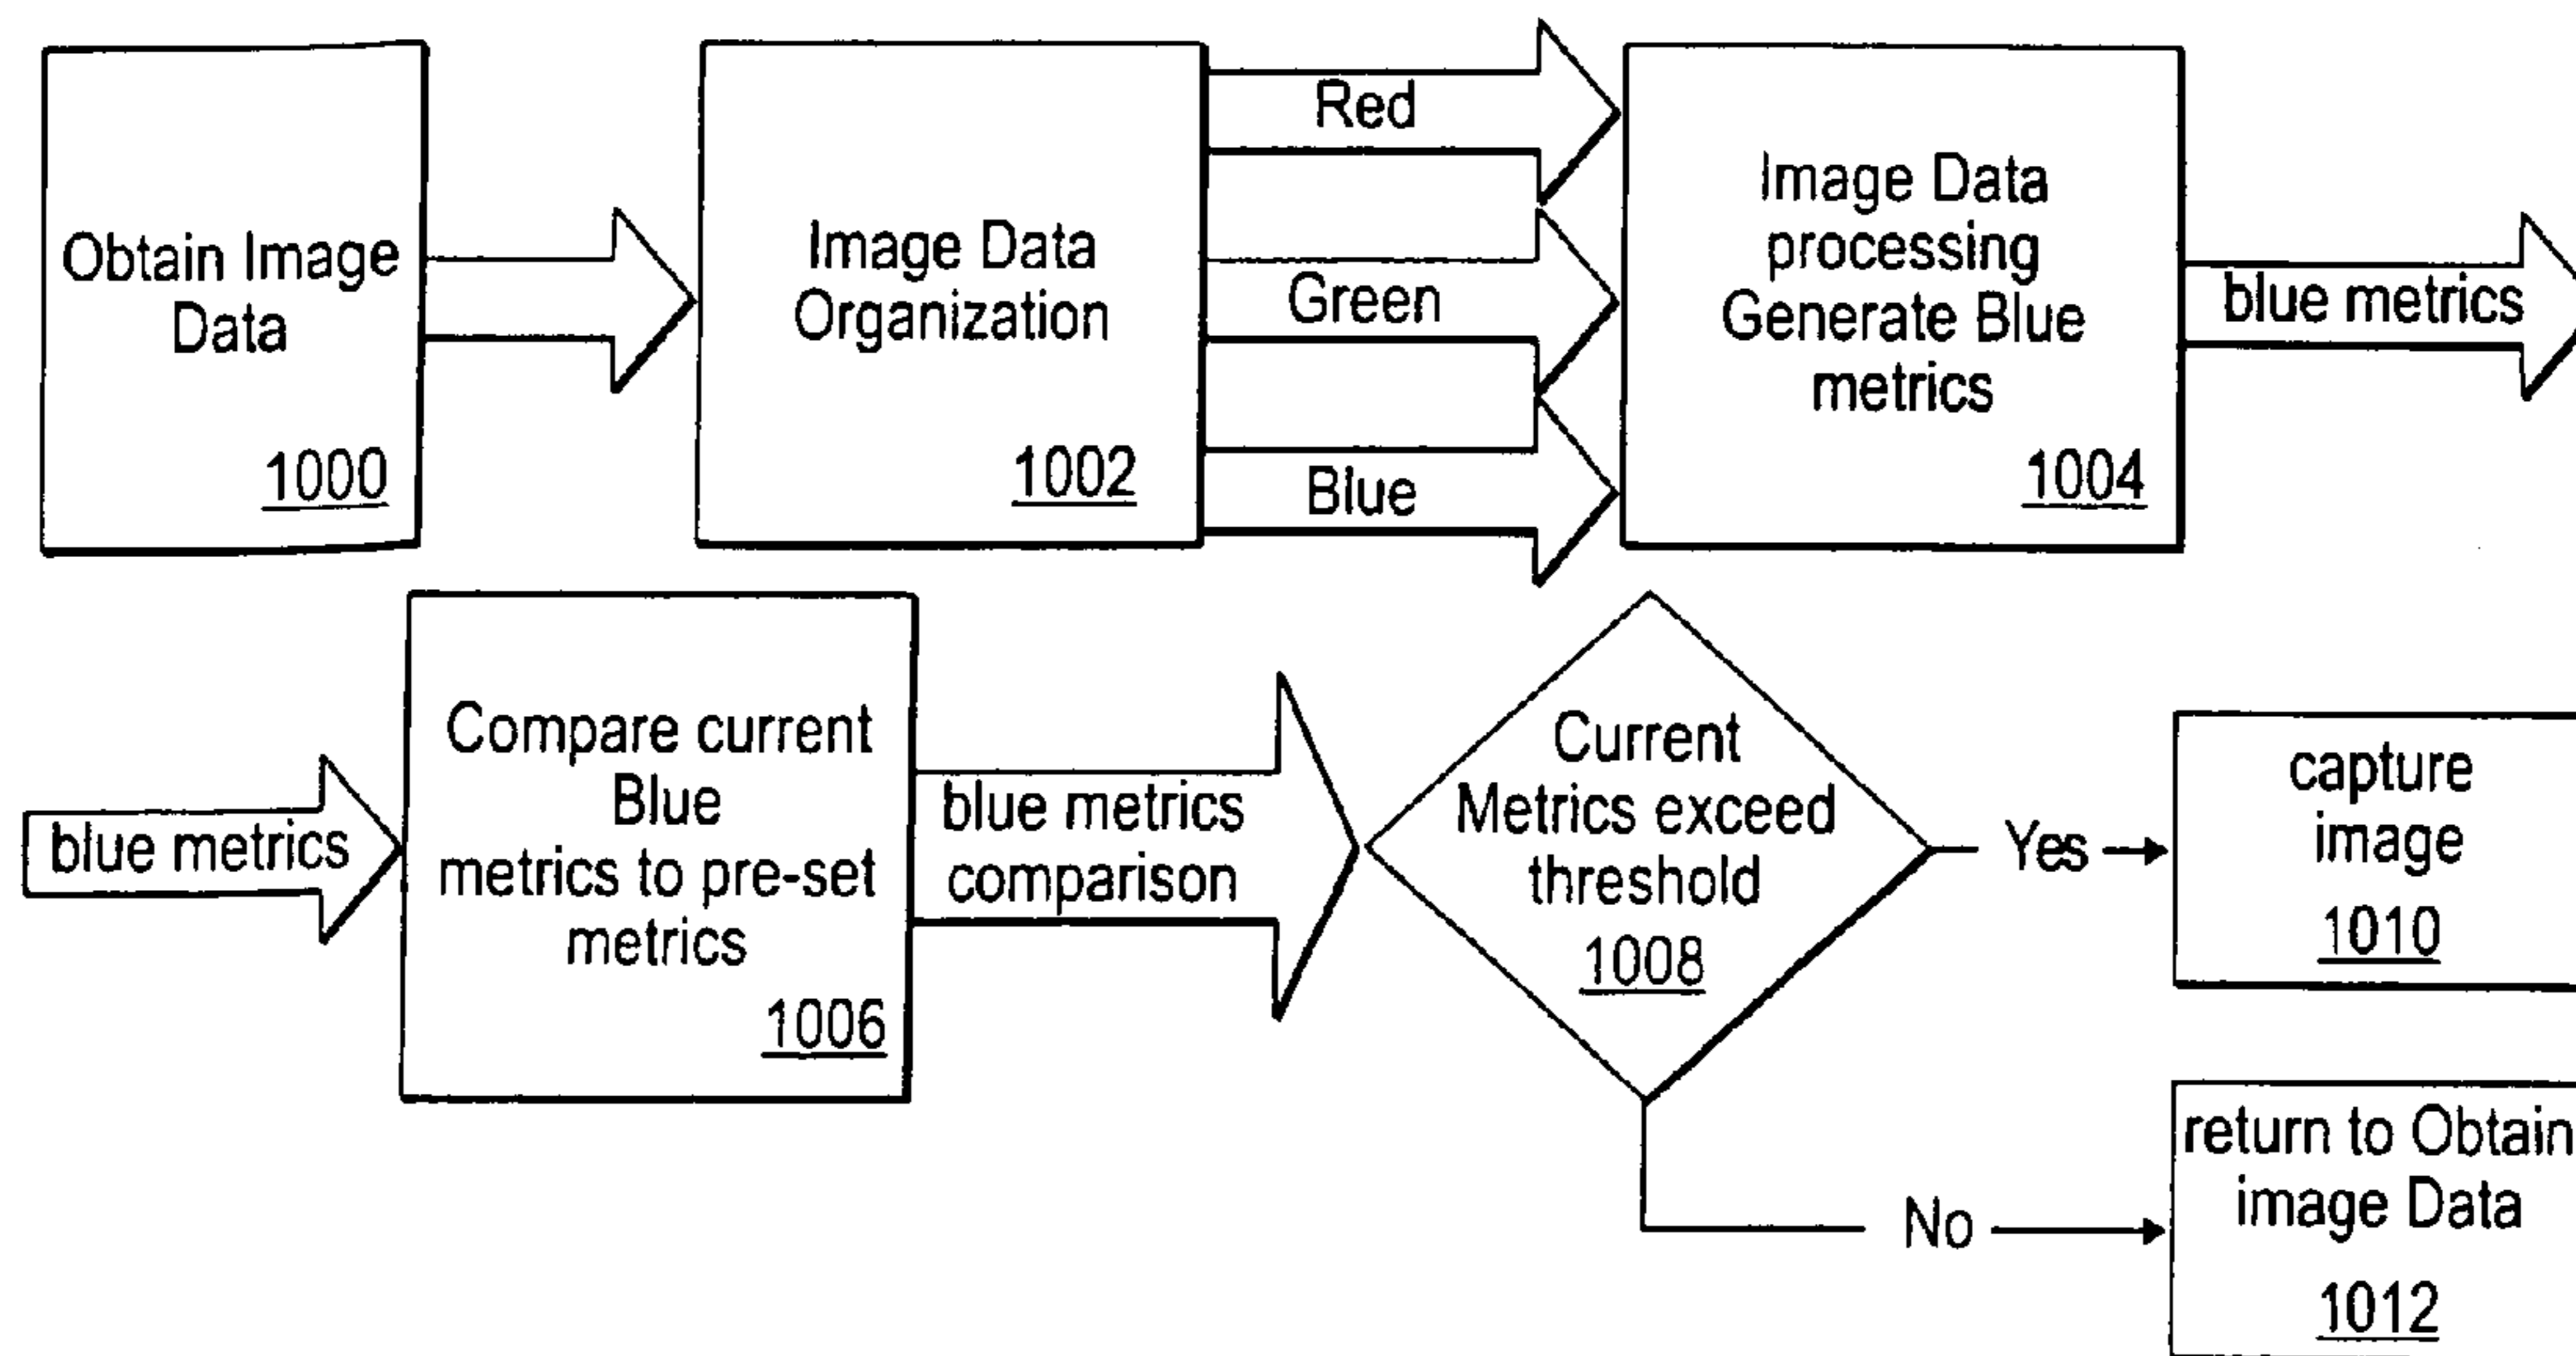 Obtain Image
Data
1000
Image Data
Organization
1002
Red
Green
Blue
Image Data
processing
Generate Blue
metrics
1004
blue metrics
blue metrics
Compare current
Blue
metrics to pre-set
metrics
1006
blue metrics
comparison
Current
Metrics exceed
threshold
1008
Yes
capture
image
1010
No
return to Obtain
image Data
1012